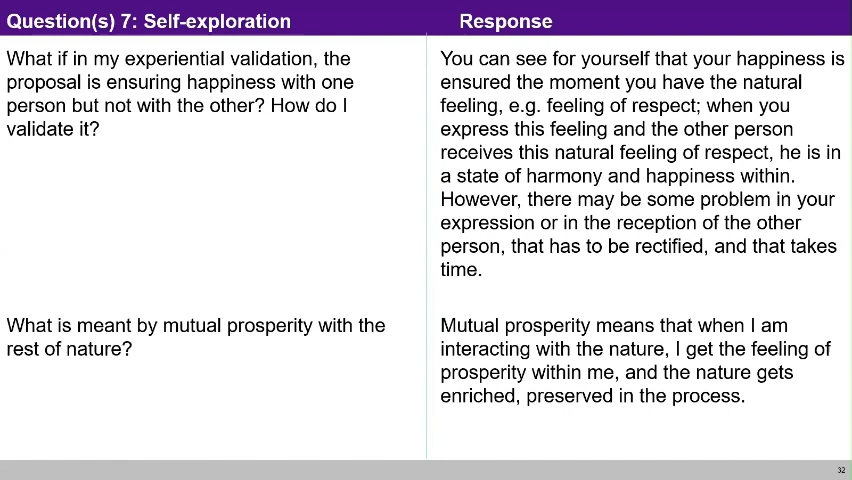 Question(s) 7: Self-exploration
Response
What if in my experiential validation, the
proposal is ensuring happiness with one
person but not with the other? How do I
validate it?
You can see for yourself that your happiness is
ensured the moment you have the natural
feeling, e.g. feeling of respect; when you
express this feeling and the other person
receives this natural feeling of respect, he is in
a state of harmony and happiness within.
However, there may be some problem in your
expression or in the reception of the other
person, that has to be rectified, and that takes
time.
What is meant by mutual prosperity with the
rest of nature?
Mutual prosperity means that when I am
interacting with the nature, I get the feeling of
prosperity within me, and the nature gets
enriched, preserved in the process.
32